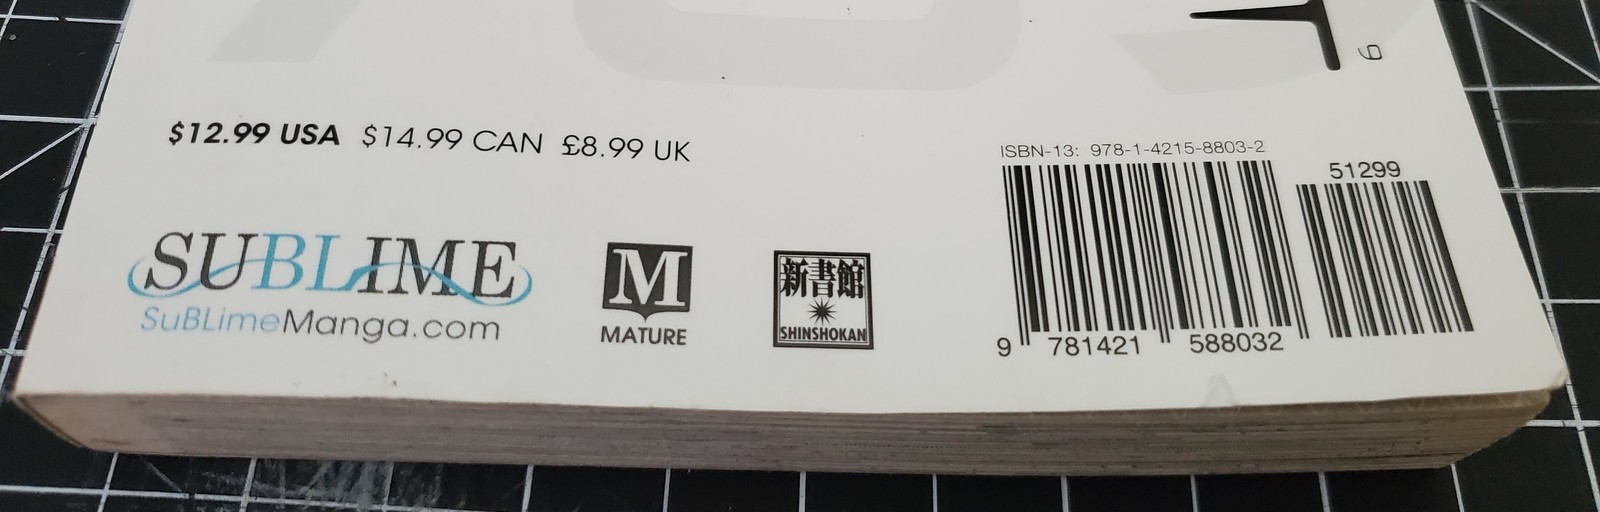 6
$12.99 USA $14.99 CAN £8.99 UK
ISBN-13: 978-1-4215-8803-2
51299
SUBLIME
SuBLimeManga.com
M
MATURE
新書館
SHINSHOKAN
9 781421 588032